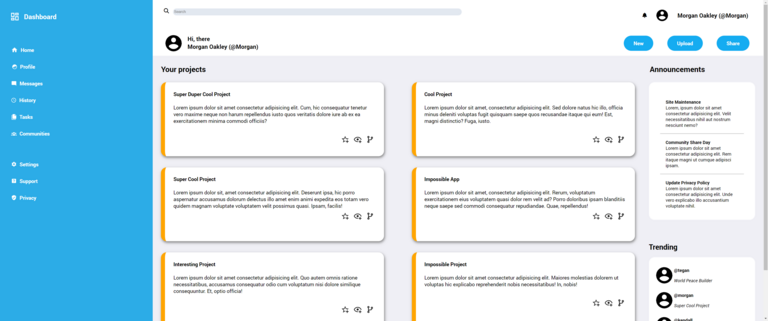 Dashboard
Home
Profile
Messages
History
Tasks
Communities
Settings
Support
Privacy
Search
Morgan Oakley (@Morgan)
Hi, there
Morgan Oakley (@Morgan)
New
Upload
Share
Your projects
Super Duper Cool Project
Lorem ipsum dolor sit amet consectetur adipisicing elit. Cum, hic consequatur tenetur
vero maxime neque non harum repellendus iusto quos veritatis dolore iure ab ex ea
exercitationem minima commodi officiis?
Cool Project
Lorem ipsum dolor sit, amet consectetur adipisicing elit. Sed dolore natus hic illo, officia
minus deleniti voluptas fugit quisquam saepe quos recusandae itaque qui eum! Est,
magni distinctio? Fuga, iusto.
Super Cool Project
Lorem ipsum dolor sit, amet consectetur adipisicing elit. Deserunt ipsa, hic porro
aspernatur accusamus dolorum delectus illo amet enim animi expedita eos totam vero
quidem magnam voluptate voluptatem velit possimus quasi. Ipsam, facilis!
Impossible App
Lorem ipsum dolor sit amet consectetur adipisicing elit. Rerum, voluptatum
exercitationem eius voluptatem quasi dolor rem velit ad? Porro doloribus ipsam blanditiis
neque saepe sed commodi consequatur repudiandae. Quae, repellendus!
Interesting Project
Lorem ipsum dolor sit amet consectetur adipisicing elit. Quo autem omnis ratione
necessitatibus, accusamus consequatur odio cum voluptatum nisi dolore similique
consequuntur. Et, optio officia!
Impossible Project
Lorem ipsum dolor sit amet consectetur adipisicing elit. Maiores molestias dolorem ut
voluptas hic explicabo reprehenderit nobis necessitatibus! In, nobis!
Announcements
Site Maintenance
Lorem ipsum dolor sit, amet
consectetur adipisicing elit. Velit
necessitatibus nihil aut nostrum
nesciunt nemo?
Community Share Day
Lorem ipsum dolor sit amet
consectetur adipisicing elit. Rem
itaque magni ut cumque adipisci
ipsam.
Update Privacy Policy
Lorem ipsum dolor sit amet
consectetur adipisicing elit. Unde
vero explicabo illo accusantium
voluptate nihil.
Trending
@tegan
World Peace Builder
@morgan
Super Cool Project
@kendall